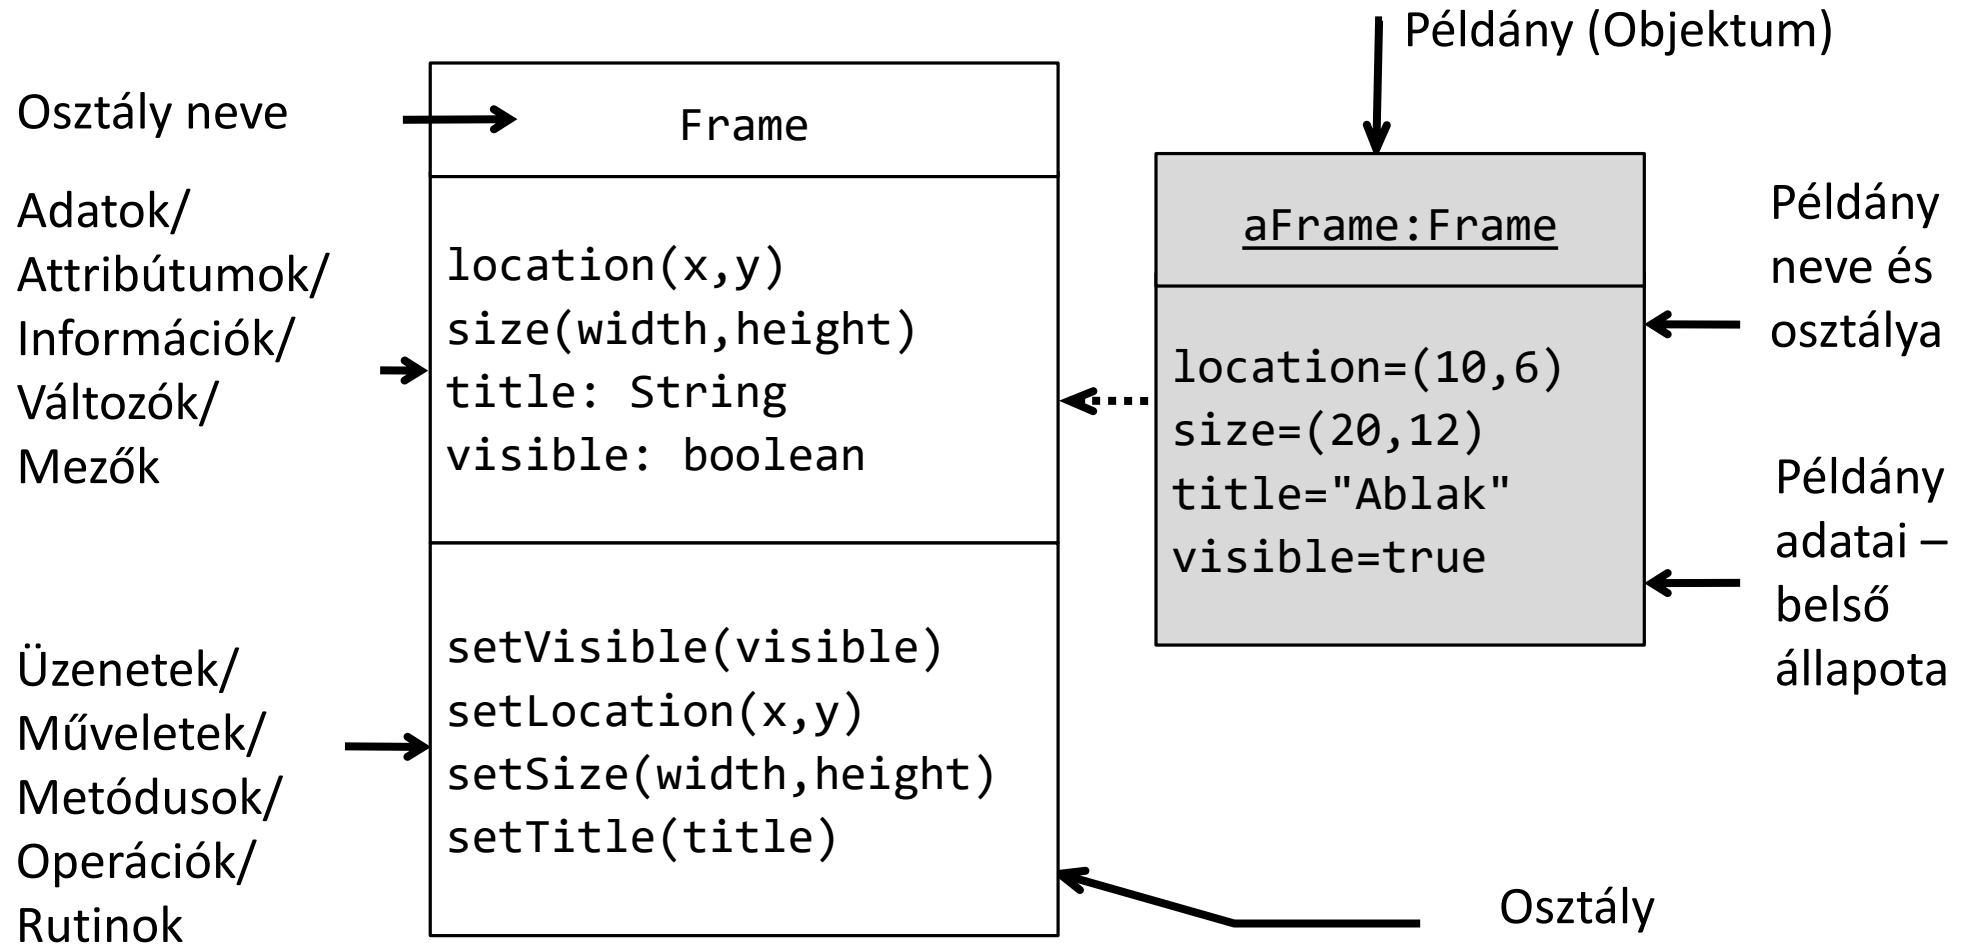 Példány (Objektum)
Osztály neve
Frame
Adatok/
Attribútumok/
Információk/
Változók/
Mezők
location(x,y)
size(width,height)
title: String
visible: boolean
aFrame:Frame
location=(10,6)
size=(20,12)
title="Ablak"
visible=true
Példány
neve és
osztálya
Példány
adatai –
belső
állapota
Üzenetek/
Műveletek/
Metódusok/
Operációk/
Rutinok
setVisible(visible)
setLocation(x,y)
setSize(width,height)
setTitle(title)
Osztály